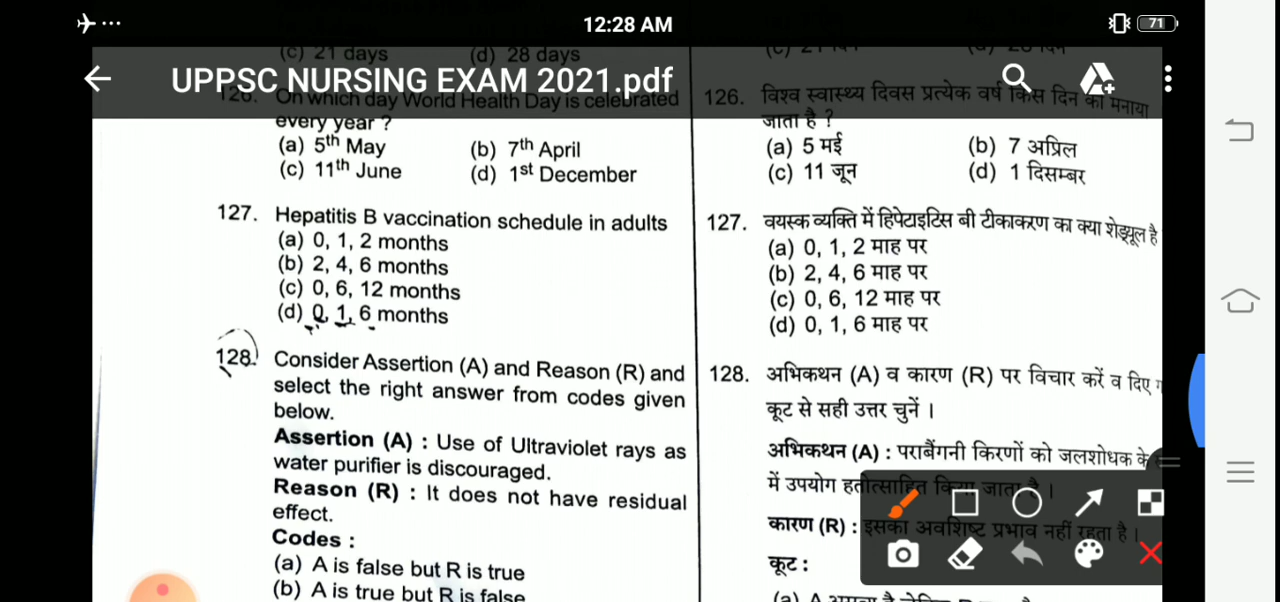 12:28 AM
71
(c) 21 days (d) 28 days
UPPSC NURSING EXAM 2021.pdf
126. On which day World Health Day is celebrated
every year ?
(a) 5th May (b) 7th April
(c) 11th June (d) 1st December
127. Hepatitis B vaccination schedule in adults
(a) 0, 1, 2 months
(b) 2, 4, 6 months
(c) 0, 6, 12 months
(d) 0, 1, 6 months
128. Consider Assertion (A) and Reason (R) and
select the right answer from codes given
below.
Assertion (A) : Use of Ultraviolet rays as
water purifier is discouraged.
Reason (R) : It does not have residual
effect.
Codes :
(a) A is false but R is true
(b) A is true but R is false
126. विश्व स्वास्थ्य दिवस प्रत्येक वर्ष किस दिन को मनाया
जाता है ?
(a) 5 मई (b) 7 अप्रिल
(c) 11 जून (d) 1 दिसम्बर
127. वयस्क व्यक्ति में हिपेटाइटिस बी टीकाकरण का क्या शेड्यूल है
(a) 0, 1, 2 माह पर
(b) 2, 4, 6 माह पर
(c) 0, 6, 12 माह पर
(d) 0, 1, 6 माह पर
128. अभिकथन (A) व कारण (R) पर विचार करें व दिए
कूट से सही उत्तर चुनें ।
अभिकथन (A) : पराबैंगनी किरणों को जलशोधक के
में उपयोग हतोत्साहित किया जाता है ।
कारण (R) : इसका अवशिष्ट प्रभाव नहीं रहता है ।
कूट :